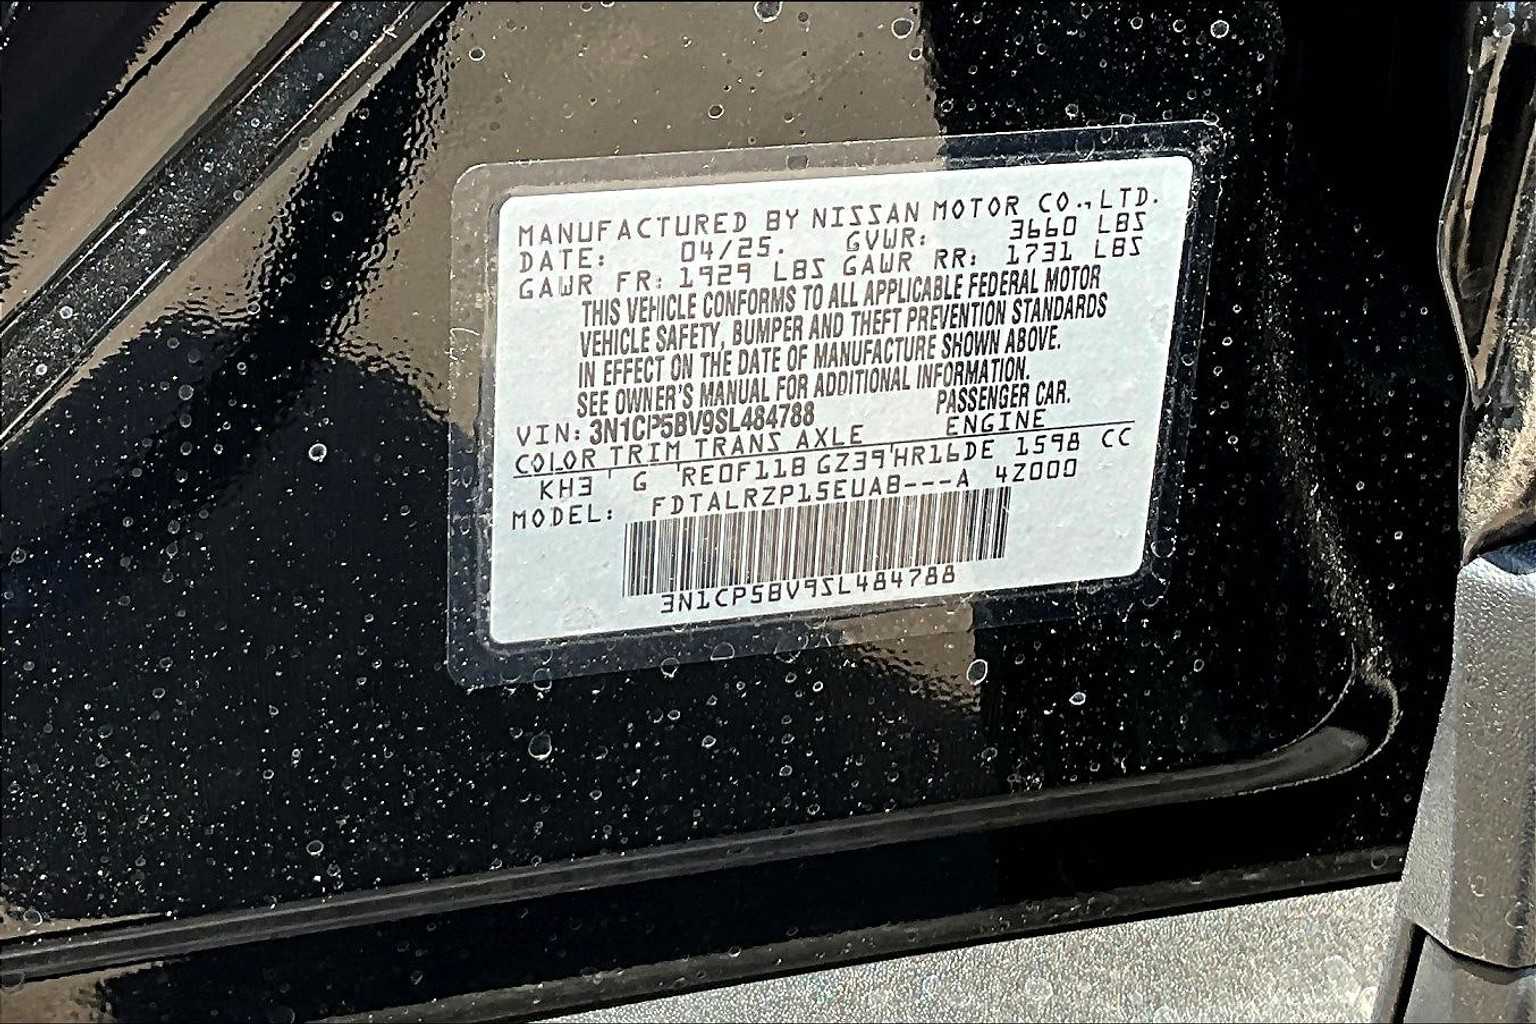 MANUFACTURED BY NISSAN MOTOR CO., LTD.
DATE: 04/25. GVWR: 3660 LBS
GAWR FR: 1929 LBS GAWR RR: 1731 LBS
THIS VEHICLE CONFORMS TO ALL APPLICABLE FEDERAL MOTOR
VEHICLE SAFETY, BUMPER AND THEFT PREVENTION STANDARDS
IN EFFECT ON THE DATE OF MANUFACTURE SHOWN ABOVE.
SEE OWNER'S MANUAL FOR ADDITIONAL INFORMATION.
VIN: 3N1CP5BV9SL484788 PASSENGER CAR.
COLOR TRIM TRANS AXLE ENGINE
KH3 G RE0F11B GZ39 HR16DE 1598 CC
MODEL: FDTALRZP15EUAB---A 4Z000
3N1CP5BV9SL484788